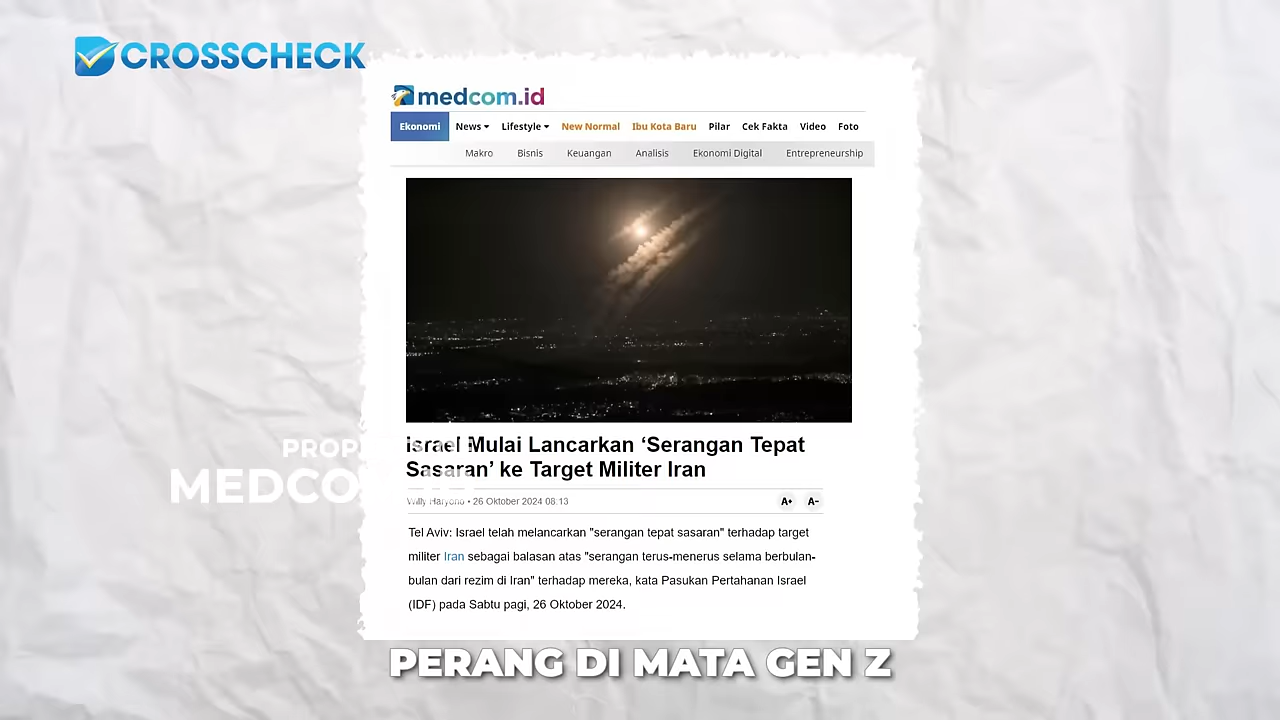 CROSSCHECK
medcom.id
Ekonomi News Lifestyle New Normal Ibu Kota Baru Pilar Cek Fakta Video Foto
Makro Bisnis Keuangan Analisis Ekonomi Digital Entrepreneurship
Israel Mulai Lancarkan ‘Serangan Tepat
Sasaran’ ke Target Militer Iran
Willy Haryono • 26 Oktober 2024 08:13
A+ A-
Tel Aviv: Israel telah melancarkan "serangan tepat sasaran" terhadap target
militer Iran sebagai balasan atas "serangan terus-menerus selama berbulan-
bulan dari rezim di Iran" terhadap mereka, kata Pasukan Pertahanan Israel
(IDF) pada Sabtu pagi, 26 Oktober 2024.
PERANG DI MATA GEN Z